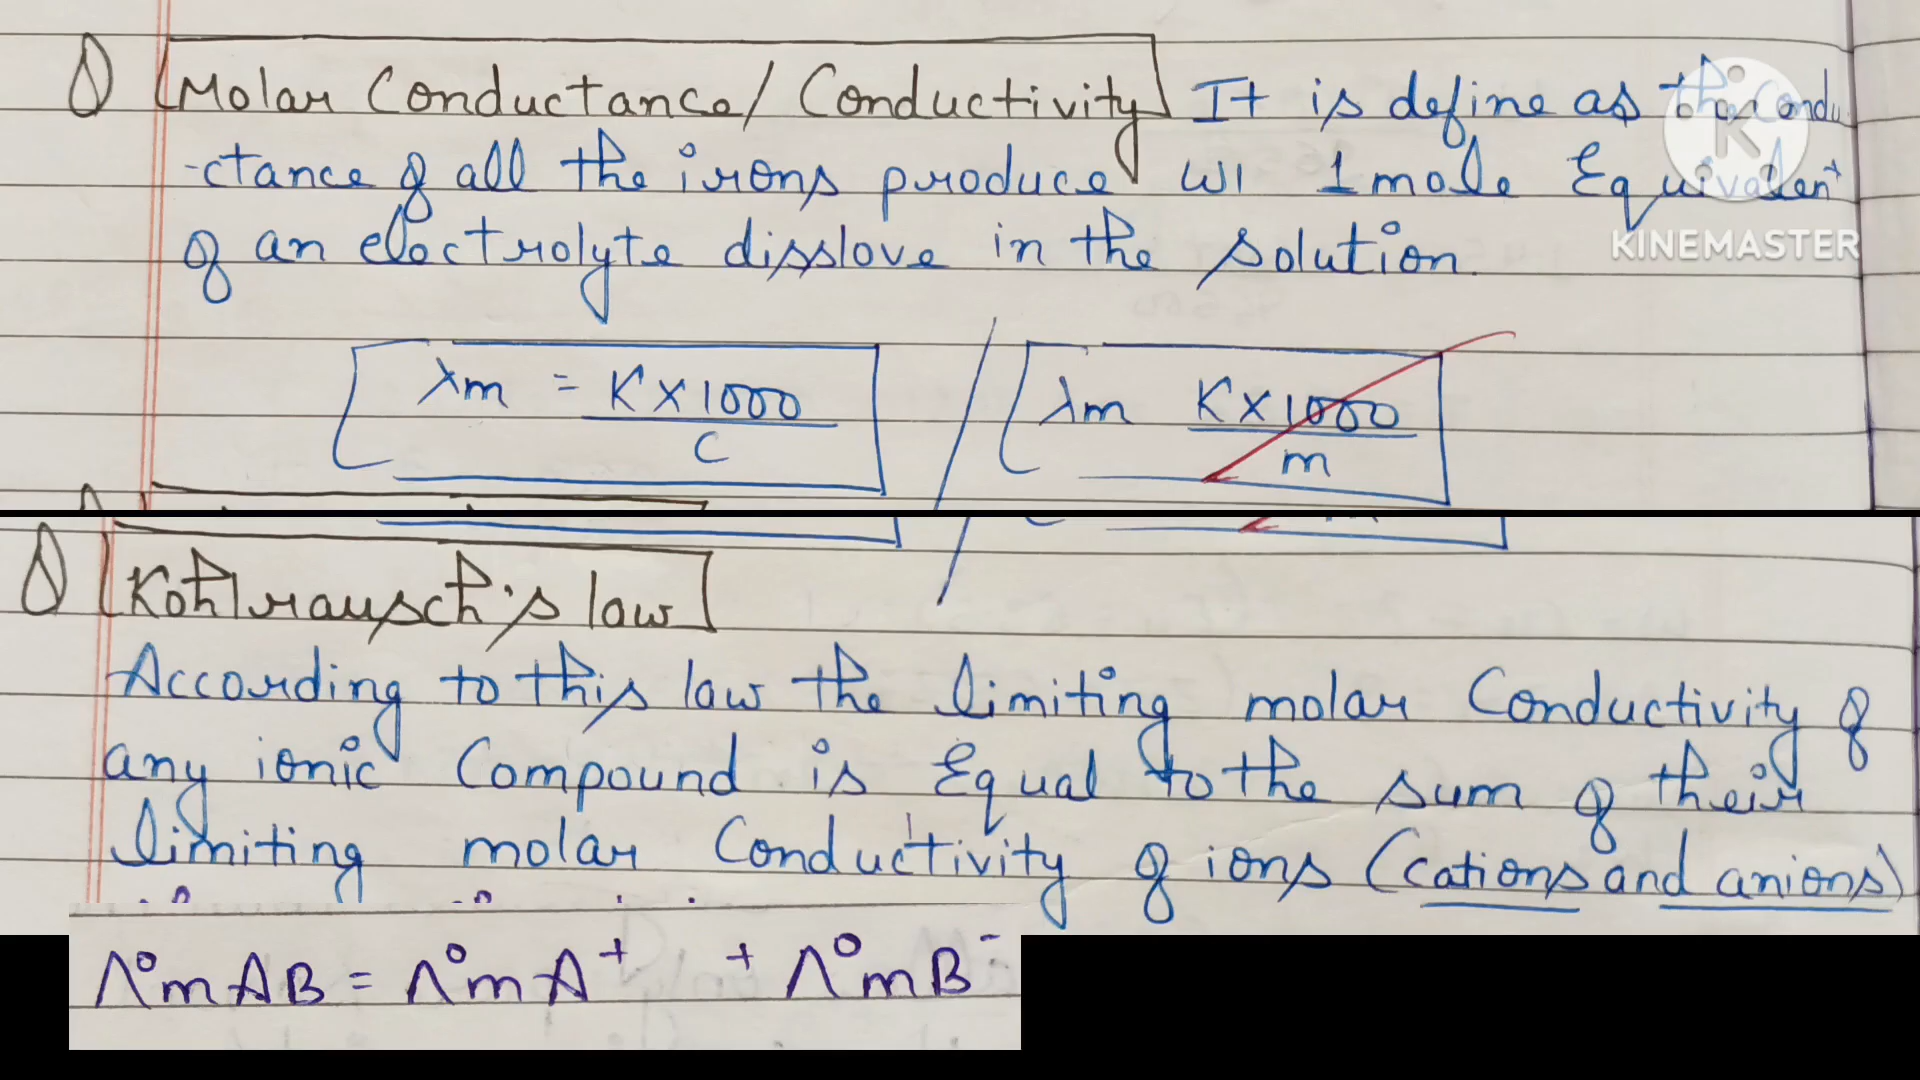 Molar Conductance/ Conductivity It is define as the Condu
-ctance of all the irons produce wi 1 mole Equivalent
of an electrolyte disslove in the solution.
λm = K×1000 / C / λm K×1000 / m
KINEMASTER
Kohlrausch's law
According to this law the limiting molar Conductivity of
any ionic Compound is Equal to the sum of their
limiting molar Conductivity of ions (cations and anions)
Λ°mAB = Λ°mA⁺ + Λ°mB⁻